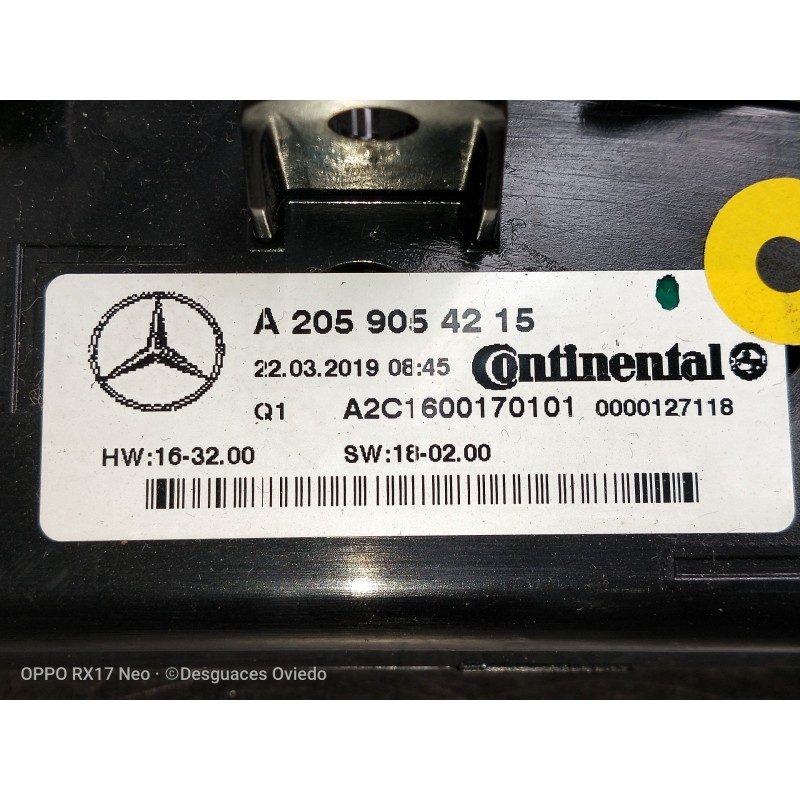 A 205 905 42 15
22.03.2019 08:45 Continental
Q1 A2C1600170101 0000127118
HW:16-32.00 SW:18-02.00
OPPO RX17 Neo · ©Desguaces Oviedo